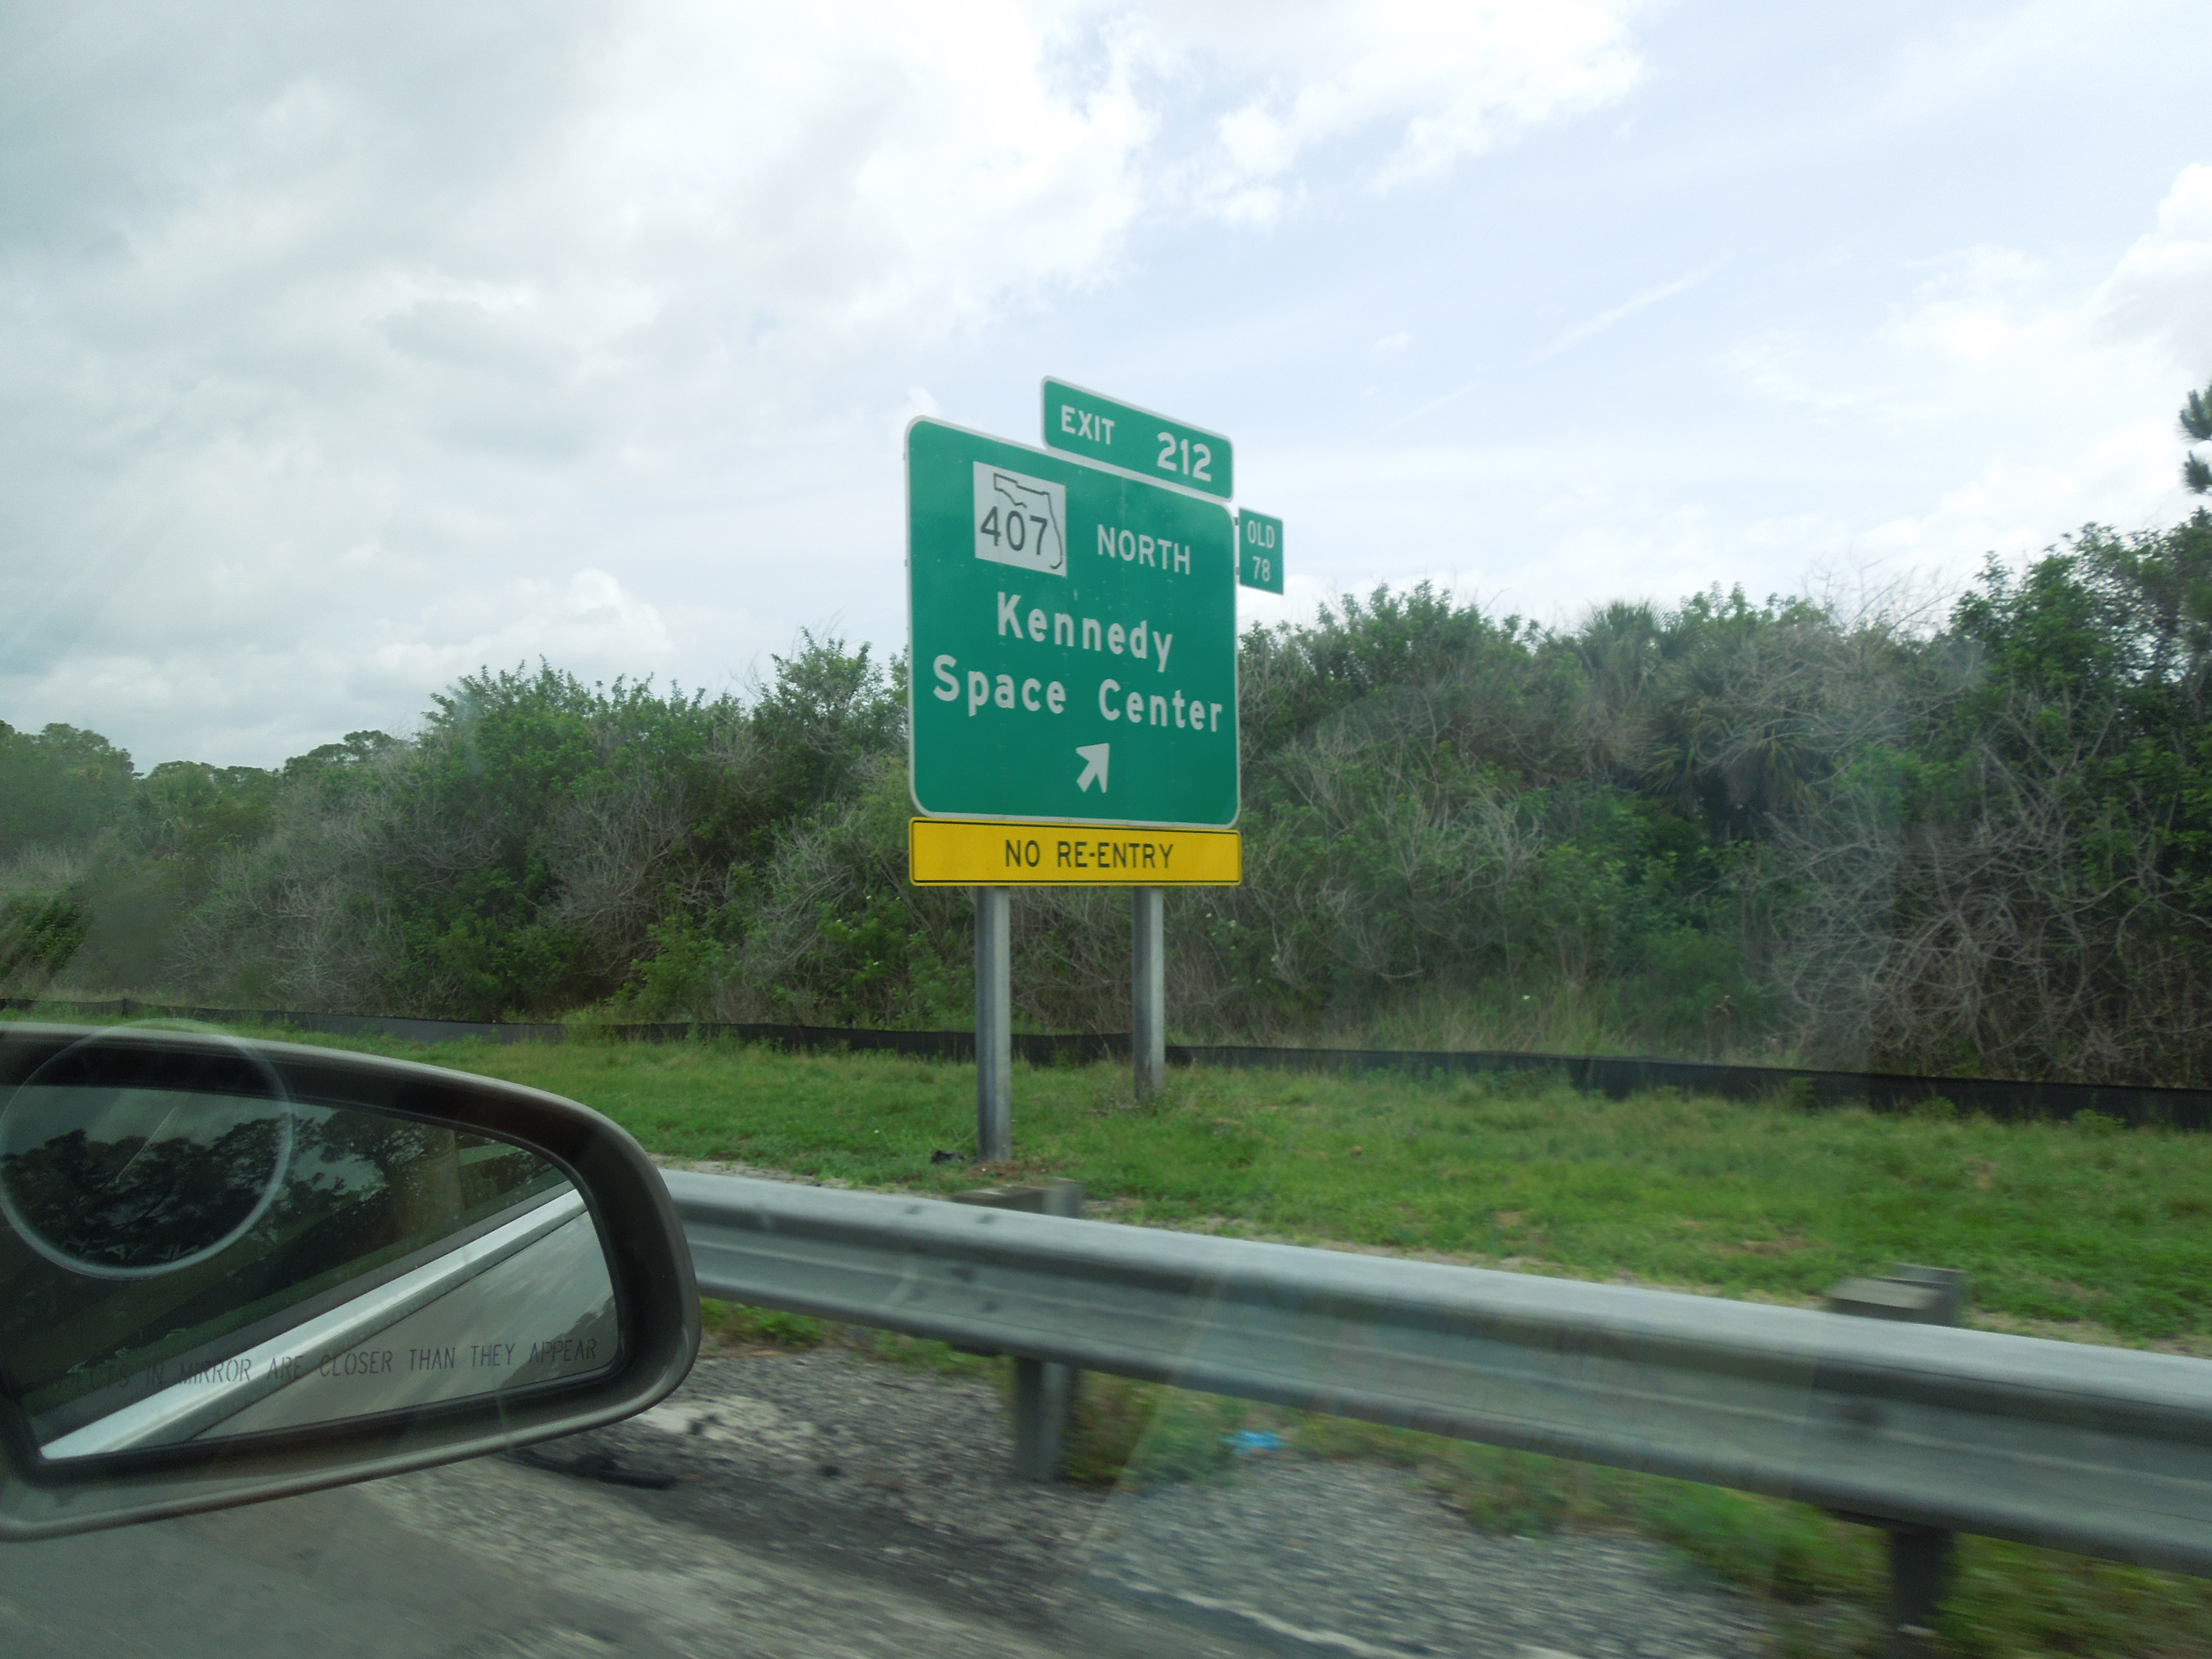 EXIT 212
407 NORTH
OLD
78
Kennedy
Space Center
NO RE-ENTRY
IN MIRROR ARE CLOSER THAN THEY APPEAR